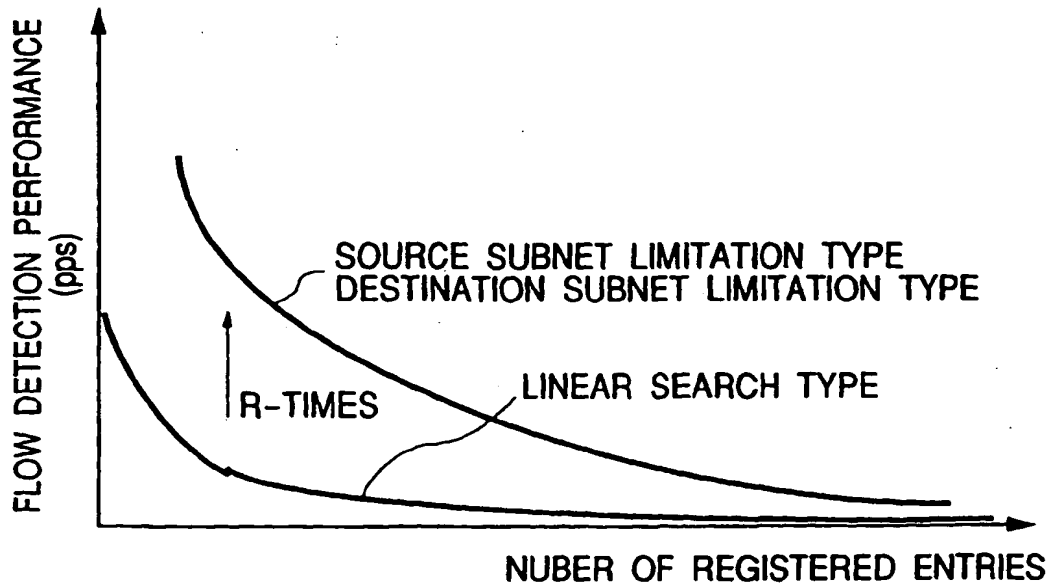 FLOW DETECTION PERFORMANCE
(pps)
SOURCE SUBNET LIMITATION TYPE
DESTINATION SUBNET LIMITATION TYPE
R-TIMES
LINEAR SEARCH TYPE
NUBER OF REGISTERED ENTRIES